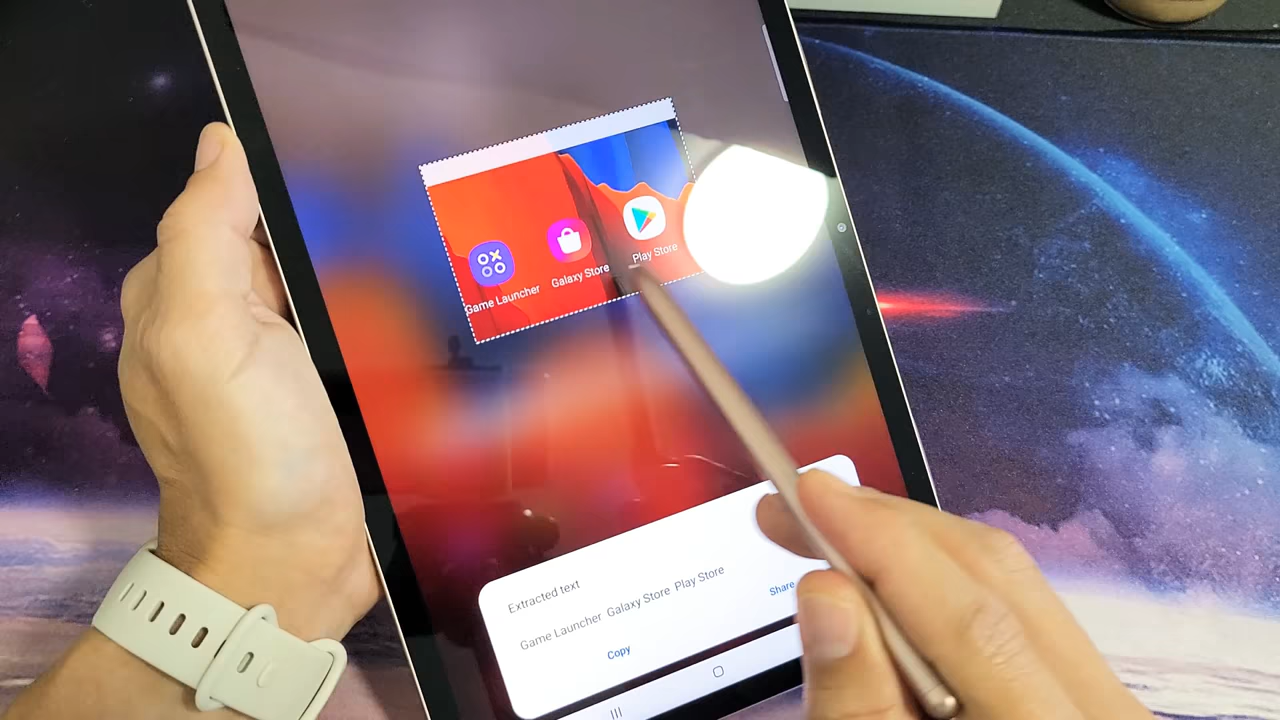 Game Launcher
Galaxy Store
Play Store
Extracted text
Game Launcher Galaxy Store Play Store
Copy
Share